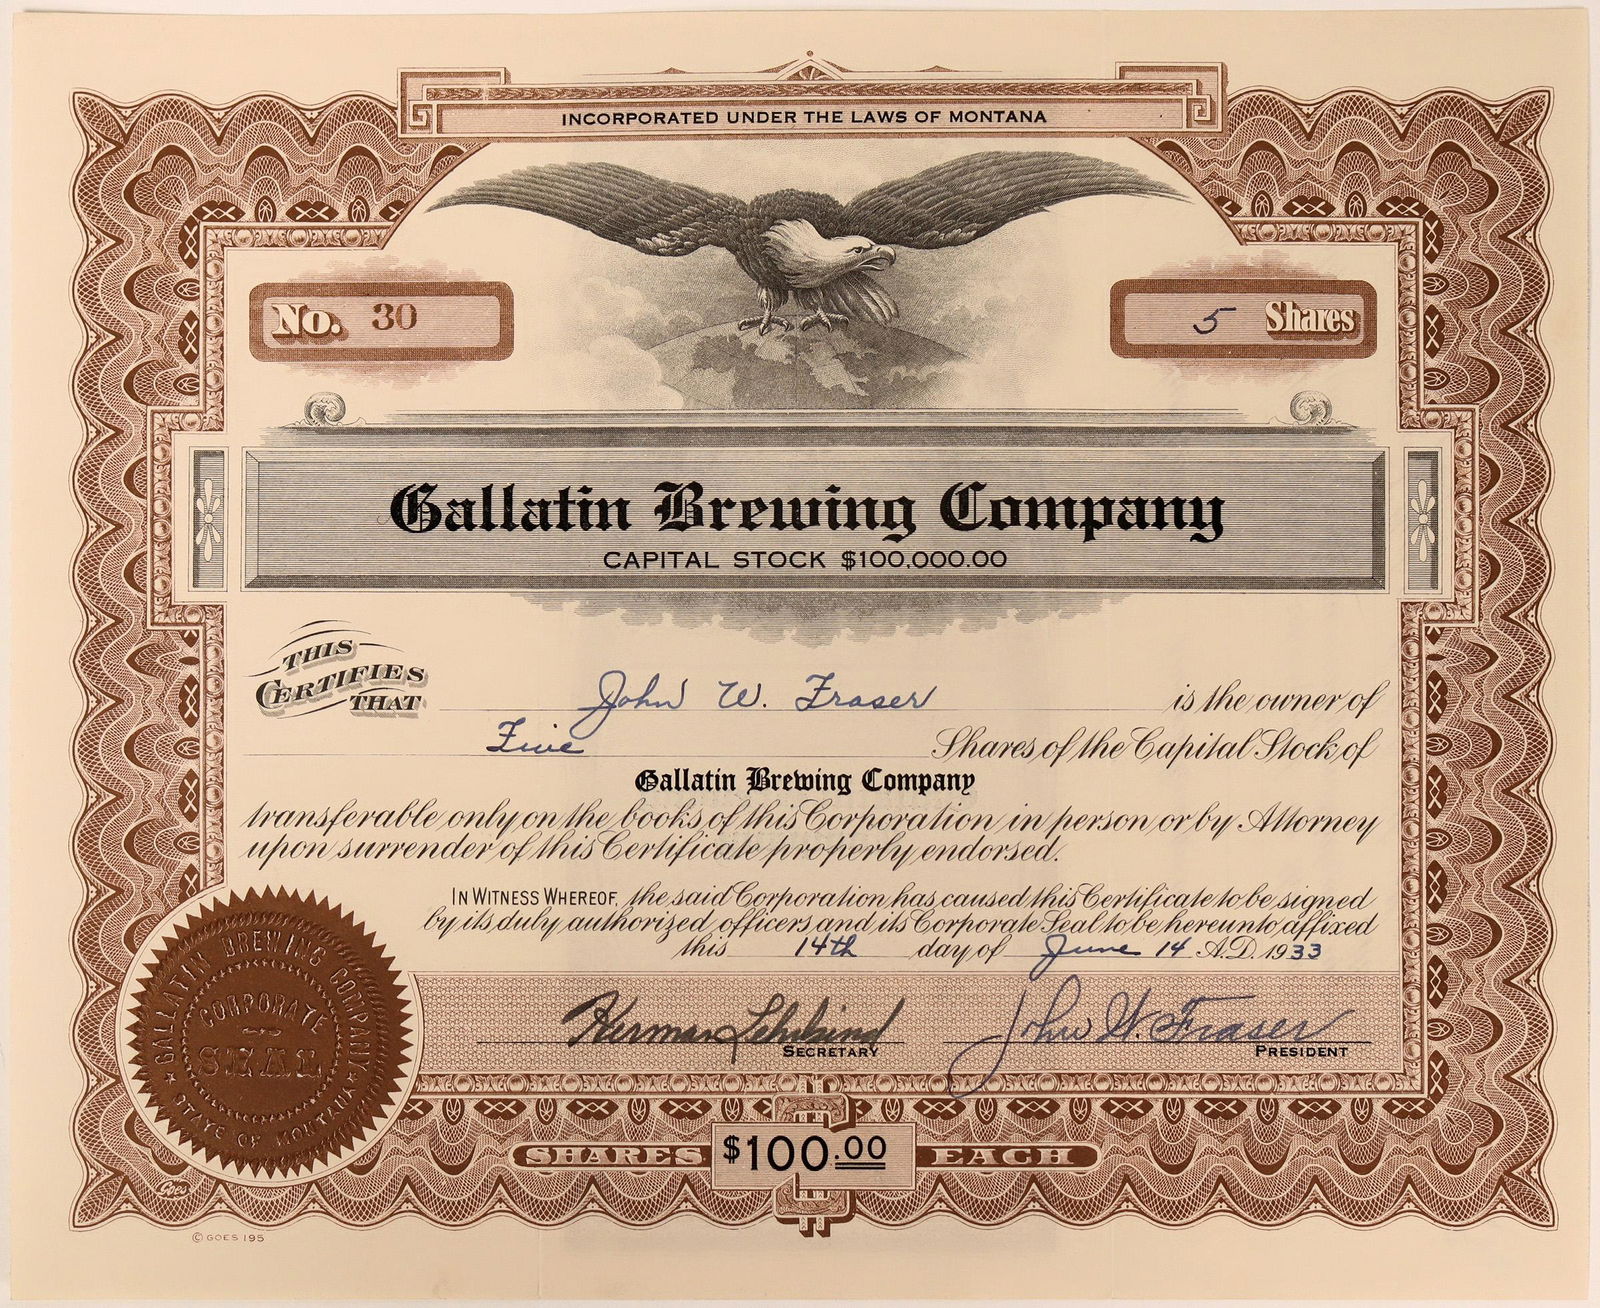 INCORPORATED UNDER THE LAWS OF MONTANA
No. 30
5 Shares
Gallatin Brewing Company
CAPITAL STOCK $100,000.00
THIS CERTIFIES THAT John W. Fraser is the owner of
Five Shares of the Capital Stock of
Gallatin Brewing Company
transferable only on the books of this Corporation in person or by Attorney
upon surrender of this Certificate properly endorsed.
IN WITNESS WHEREOF, the said Corporation has caused this Certificate to be signed
by its duly authorized officers and its Corporate Seal to be hereunto affixed
this 14th day of June 14 A.D. 1933
Herman
SECRETARY
John W. Fraser
PRESIDENT
GALLATIN BREWING COMPANY
CORPORATE
SEAL
STATE OF MONTANA
SHARES $100.00 EACH
Goes
© GOES 195